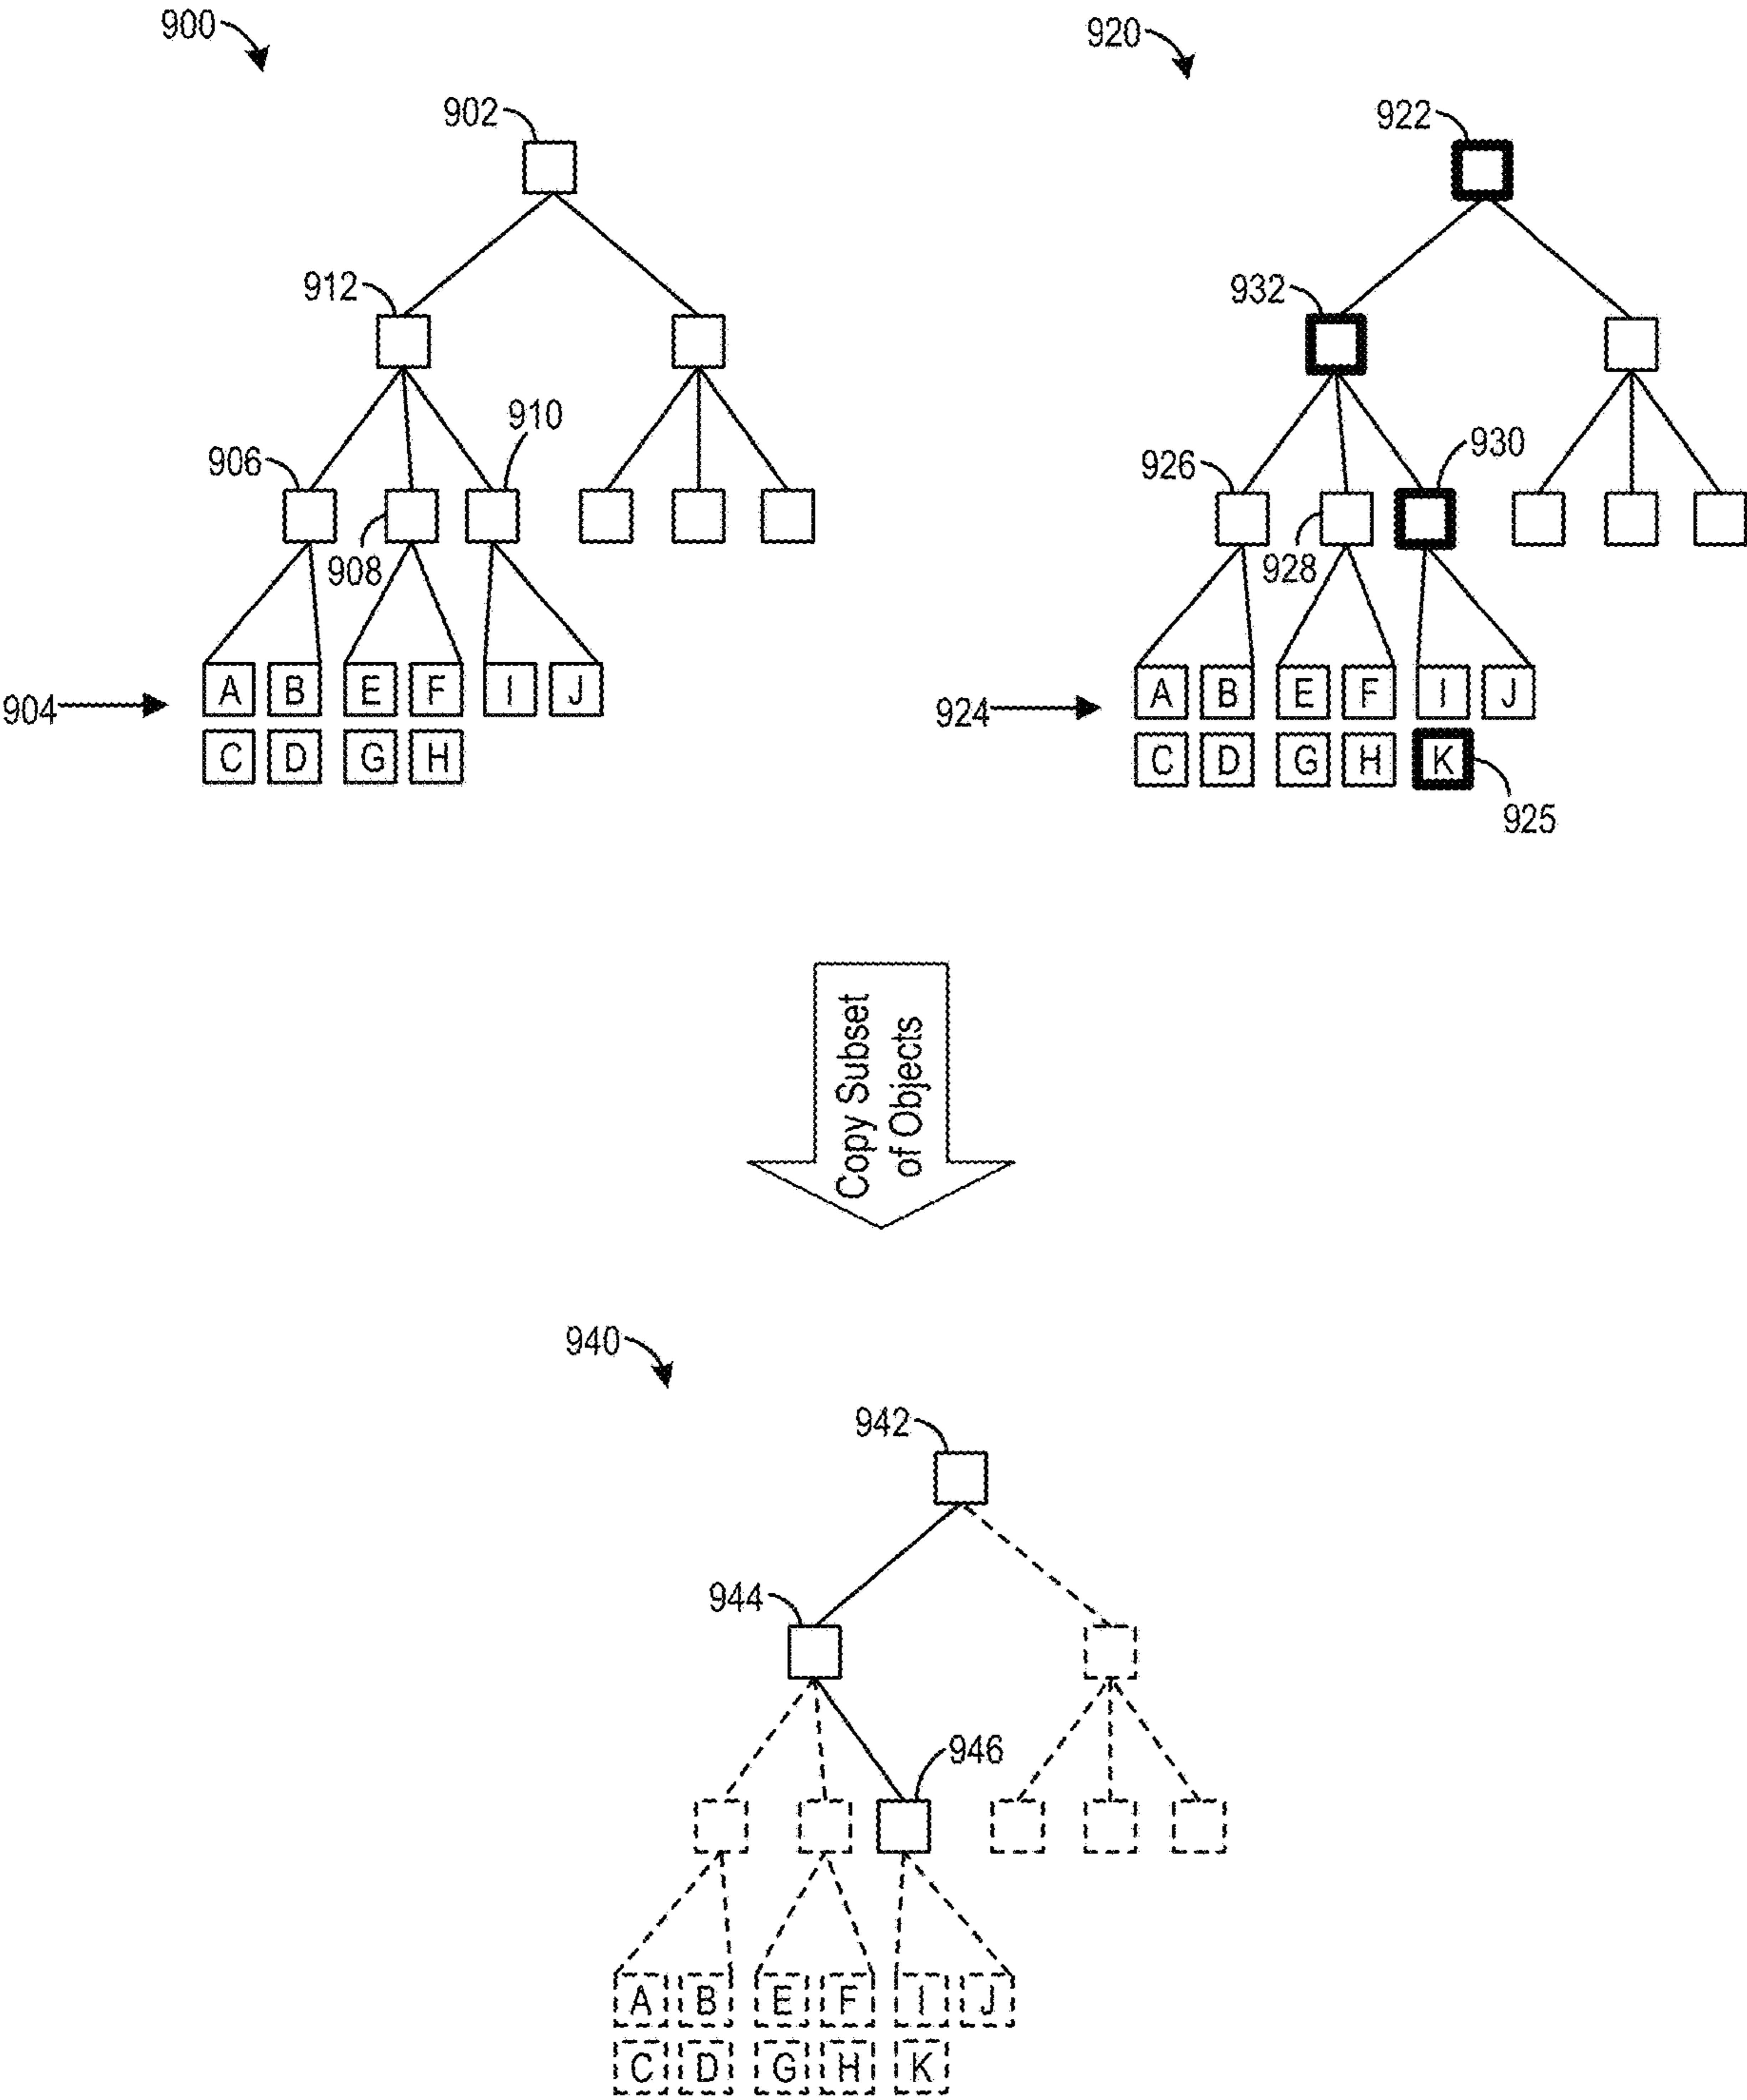 900
920
902
922
912
932
910
906
930
926
908
928
A B E F I J
904
A B E F I J
924
C D G H
C D G H K
925
Copy Subset
of Objects
940
942
944
946
A B E F I J
C D G H K